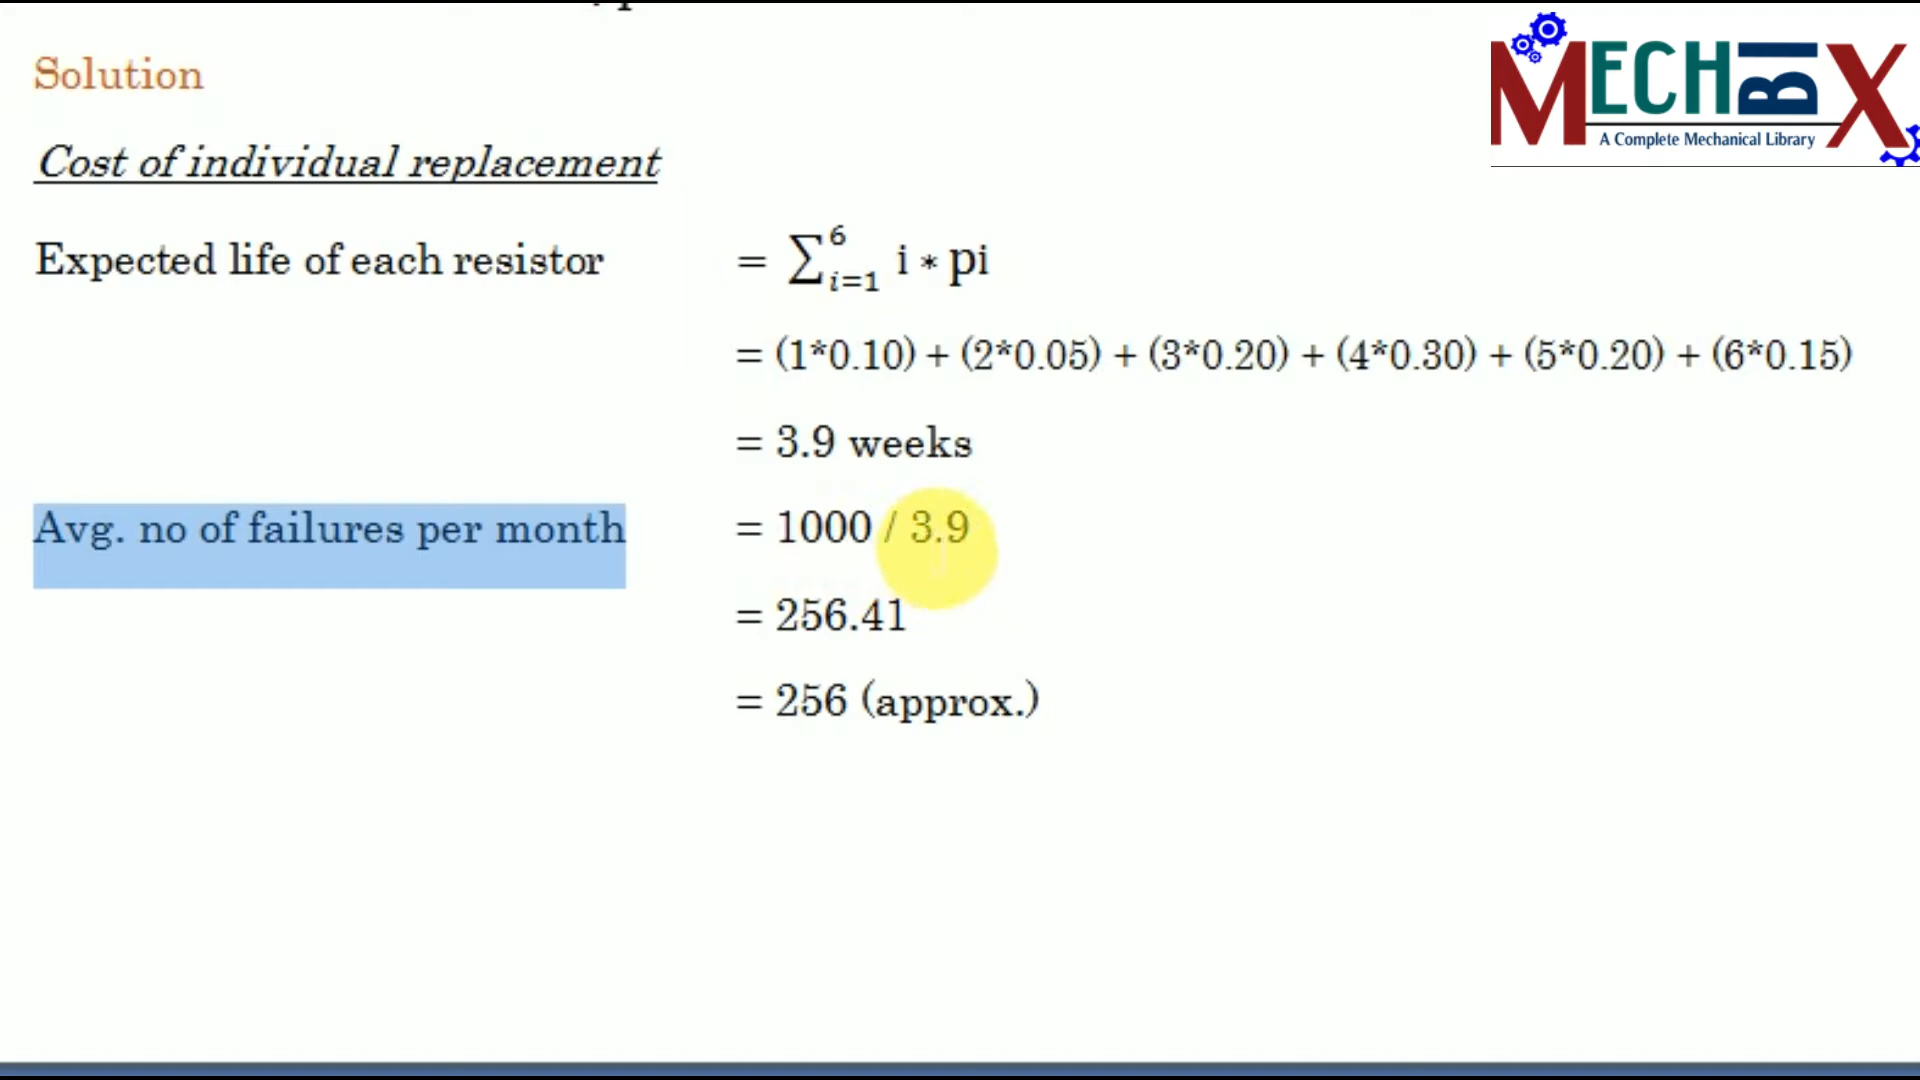 MECHBIX
A Complete Mechanical Library
Solution
Cost of individual replacement
Expected life of each resistor = ∑⁶ᵢ₌₁ i * pi
= (1*0.10) + (2*0.05) + (3*0.20) + (4*0.30) + (5*0.20) + (6*0.15)
= 3.9 weeks
Avg. no of failures per month = 1000 / 3.9
= 256.41
= 256 (approx.)